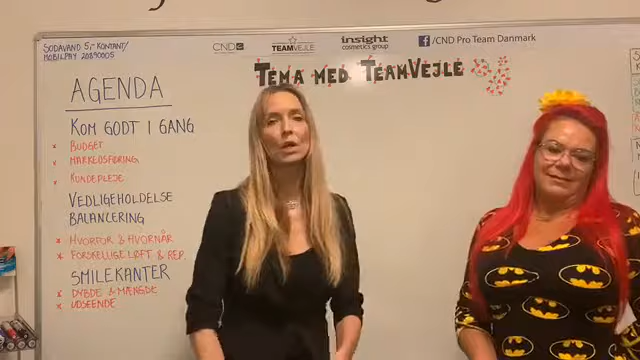 SODAVAND 5,- KONTANT/
MOBILPAY 20890005
CND
TEAMVEJLE
insight
cosmetics group
/CND Pro Team Danmark
TEMA MED TEAMVEJLE
AGENDA
KOM GODT I GANG
x BUDGET
x MARKEDSFØRING
x KUNDEPLEJE
VEDLIGEHOLDELSE
BALANCERING
x HVORFOR & HVORNÅR
x FORSKELLIGE LØFT & REP.
SMILEKANTER
x DYBDE & MÆNGDE
x UDSEENDE